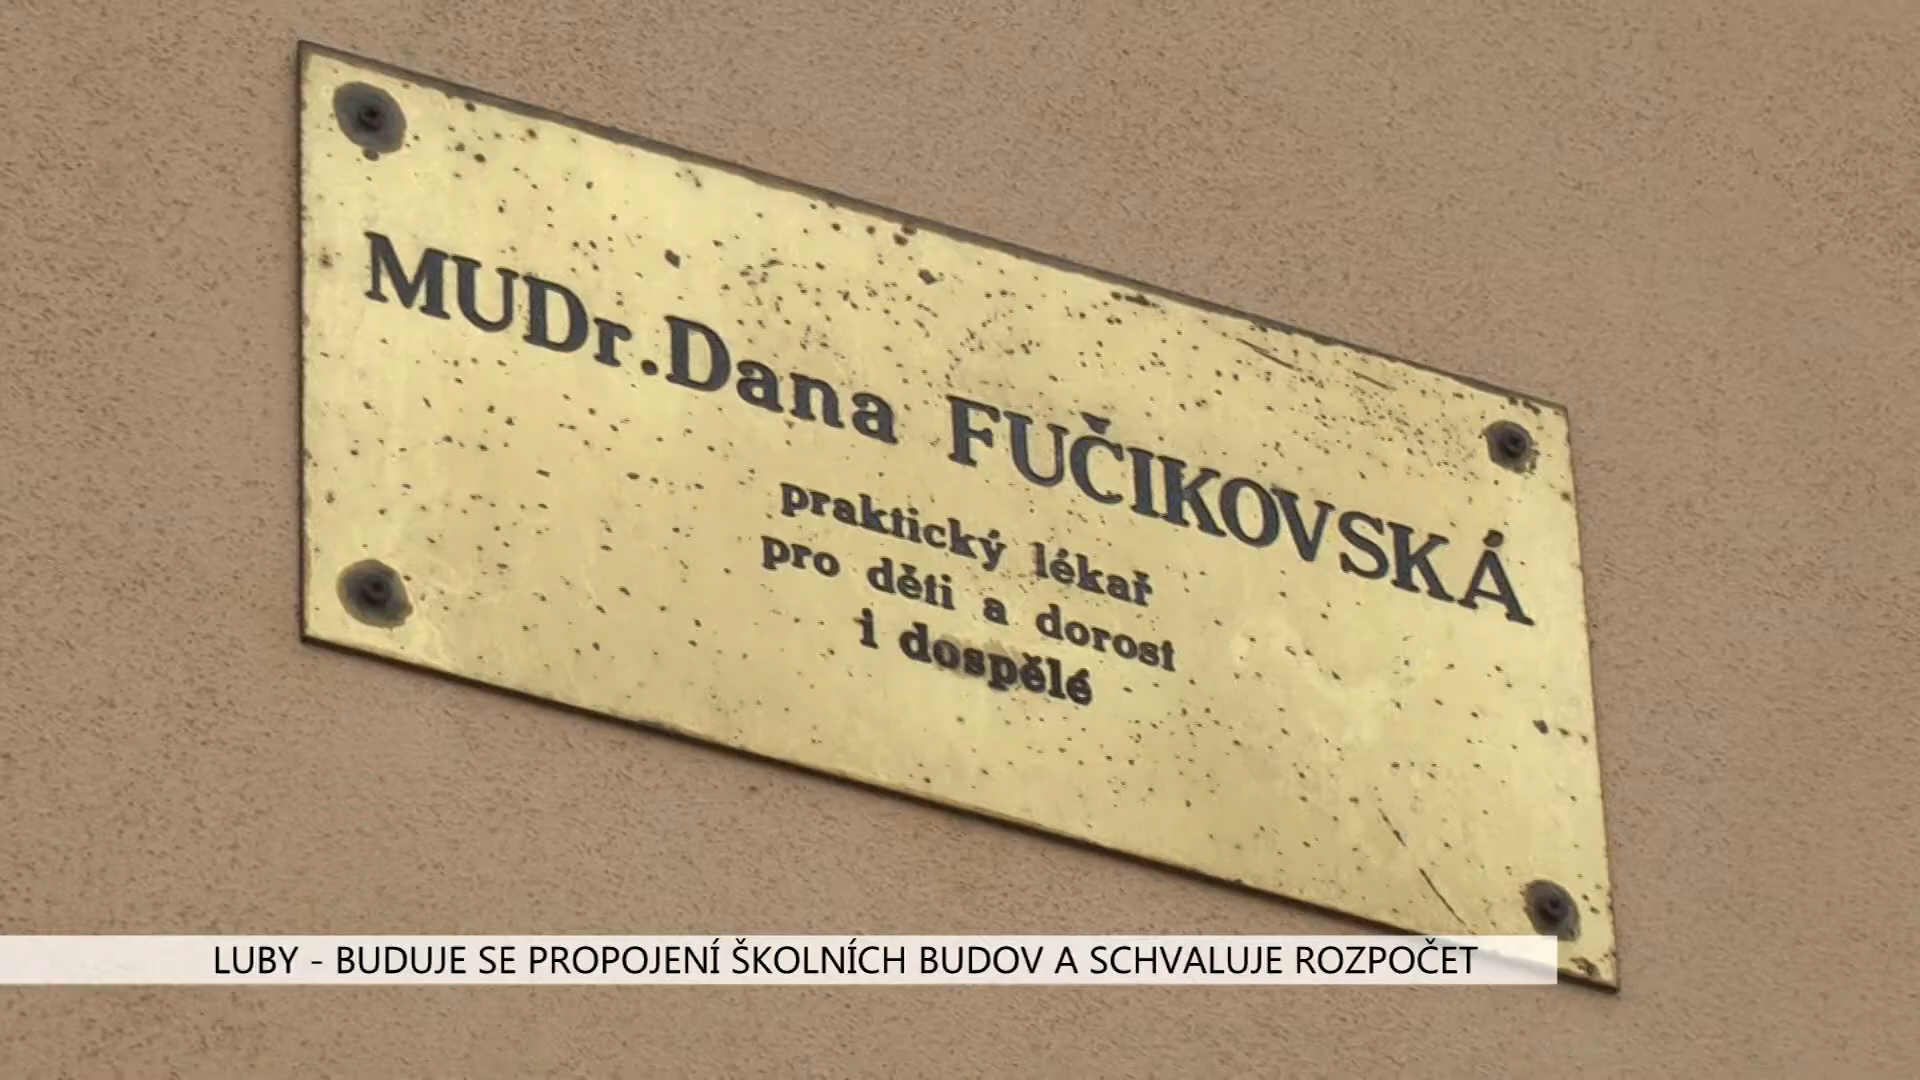 MUDr.Dana FUČIKOVSKÁ
praktický lékař
pro děti a dorost
i dospělé
LUBY - BUDUJE SE PROPOJENÍ ŠKOLNÍCH BUDOV A SCHVALUJE ROZPOČET